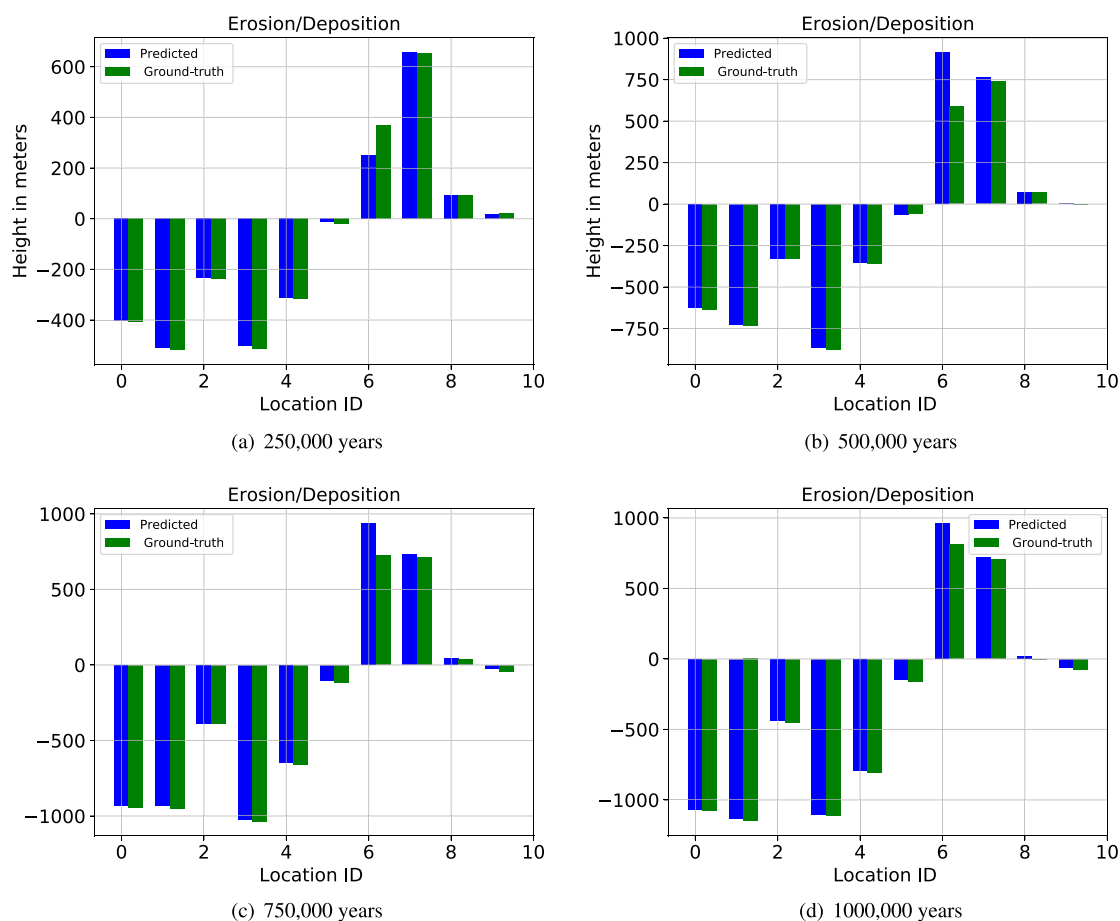 Erosion/Deposition
Predicted
Ground-truth
600
400
200
0
−200
−400
Height in meters
0 2 4 6 8 10
Location ID
(a) 250,000 years
Erosion/Deposition
Predicted
Ground-truth
1000
750
500
250
0
−250
−500
−750
Height in meters
0 2 4 6 8 10
Location ID
(b) 500,000 years
Erosion/Deposition
Predicted
Ground-truth
1000
500
0
−500
−1000
0 2 4 6 8 10
Location ID
(c) 750,000 years
Erosion/Deposition
Predicted
Ground-truth
1000
500
0
−500
−1000
0 2 4 6 8 10
Location ID
(d) 1000,000 years